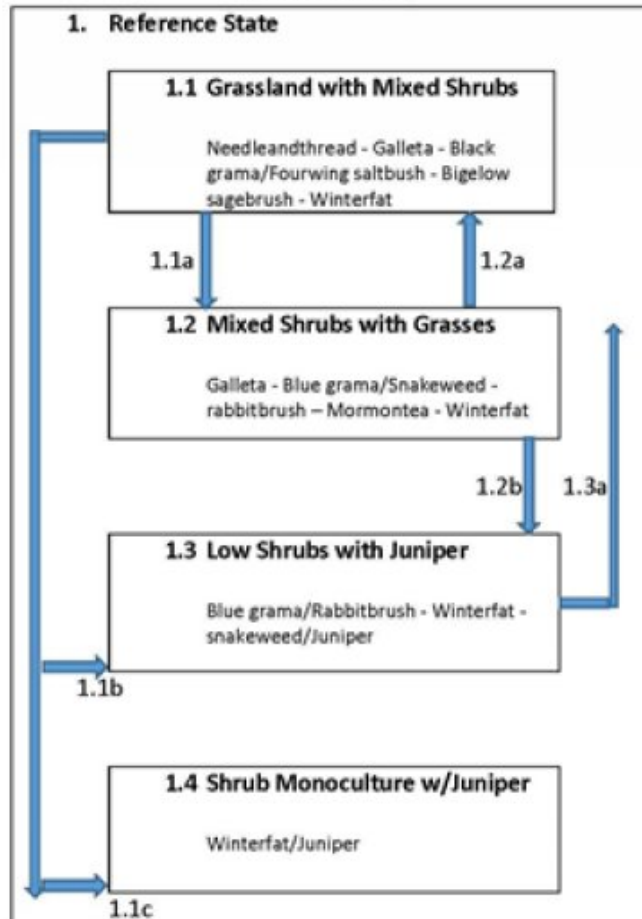 1. Reference State
1.1 Grassland with Mixed Shrubs
Needleandthread - Galleta - Black
grama/Fourwing saltbush - Bigelow
sagebrush - Winterfat
1.1a
1.2a
1.2 Mixed Shrubs with Grasses
Galleta - Blue grama/Snakeweed -
rabbitbrush – Mormontea - Winterfat
1.2b
1.3a
1.3 Low Shrubs with Juniper
Blue grama/Rabbitbrush - Winterfat -
snakeweed/Juniper
1.1b
1.4 Shrub Monoculture w/Juniper
Winterfat/Juniper
1.1c